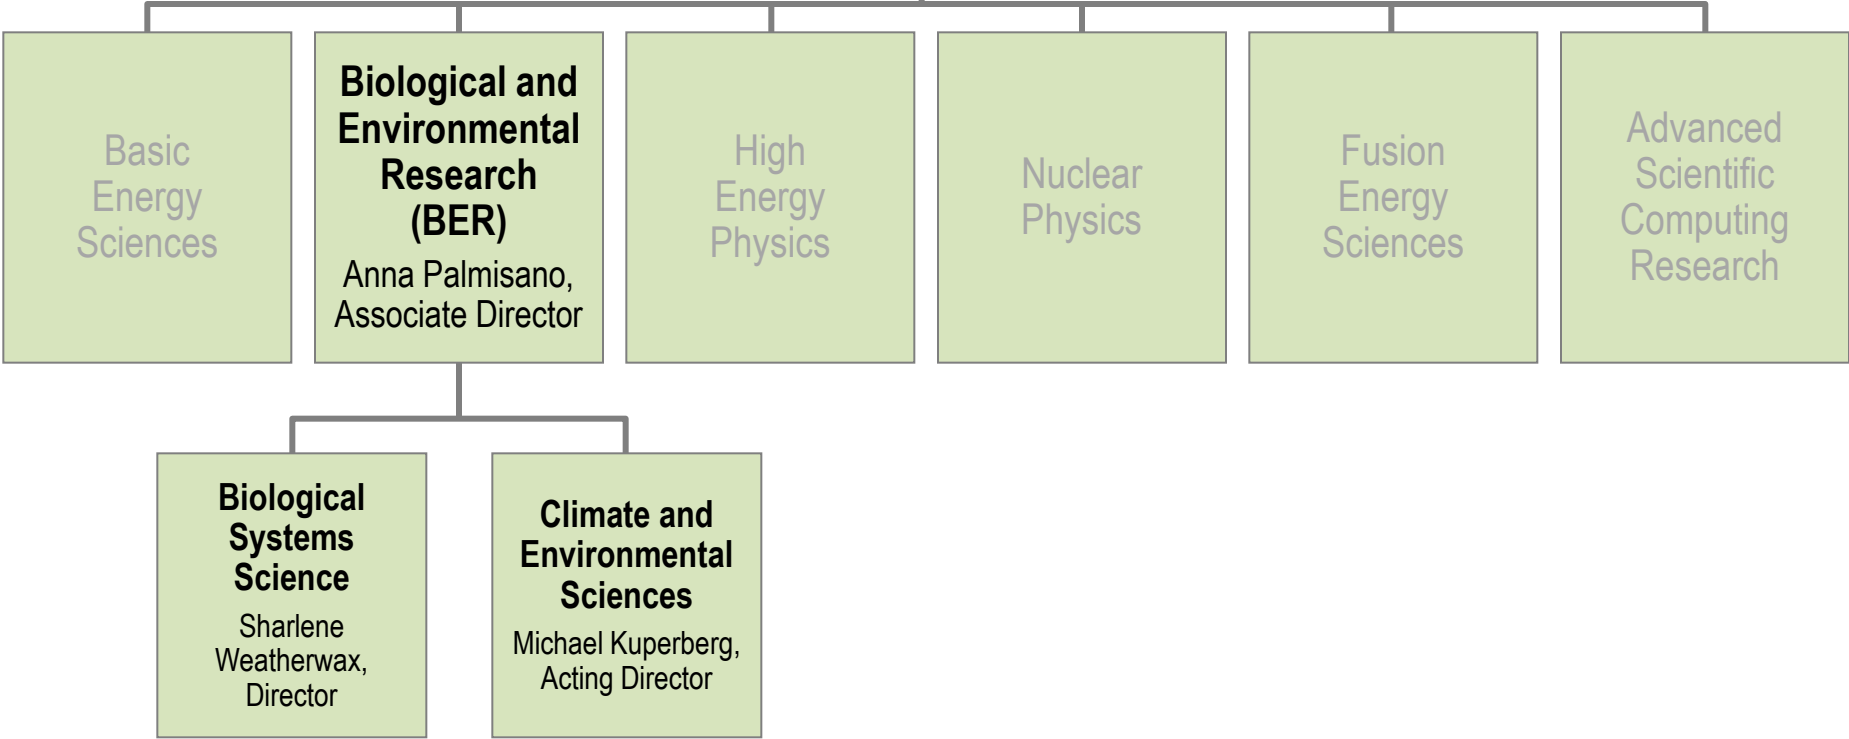 Basic
Energy
Sciences
Biological and
Environmental
Research
(BER)
Anna Palmisano,
Associate Director
High
Energy
Physics
Nuclear
Physics
Fusion
Energy
Sciences
Advanced
Scientific
Computing
Research
Biological
Systems
Science
Sharlene
Weatherwax,
Director
Climate and
Environmental
Sciences
Michael Kuperberg,
Acting Director